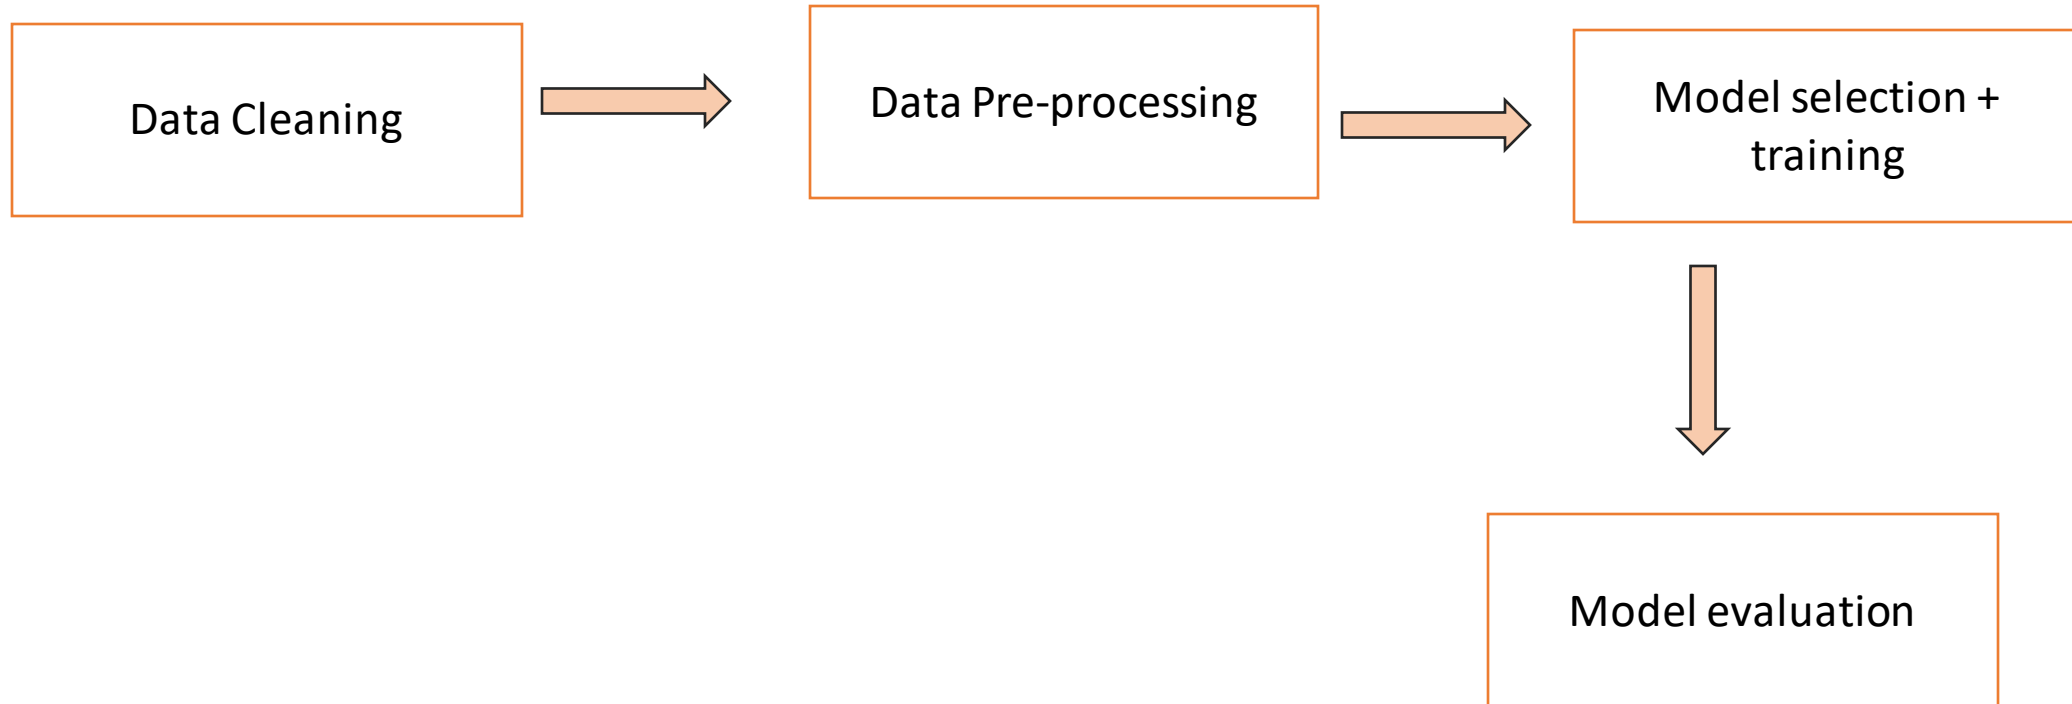 Data Cleaning
Data Pre-processing
Model selection +
training
Model evaluation